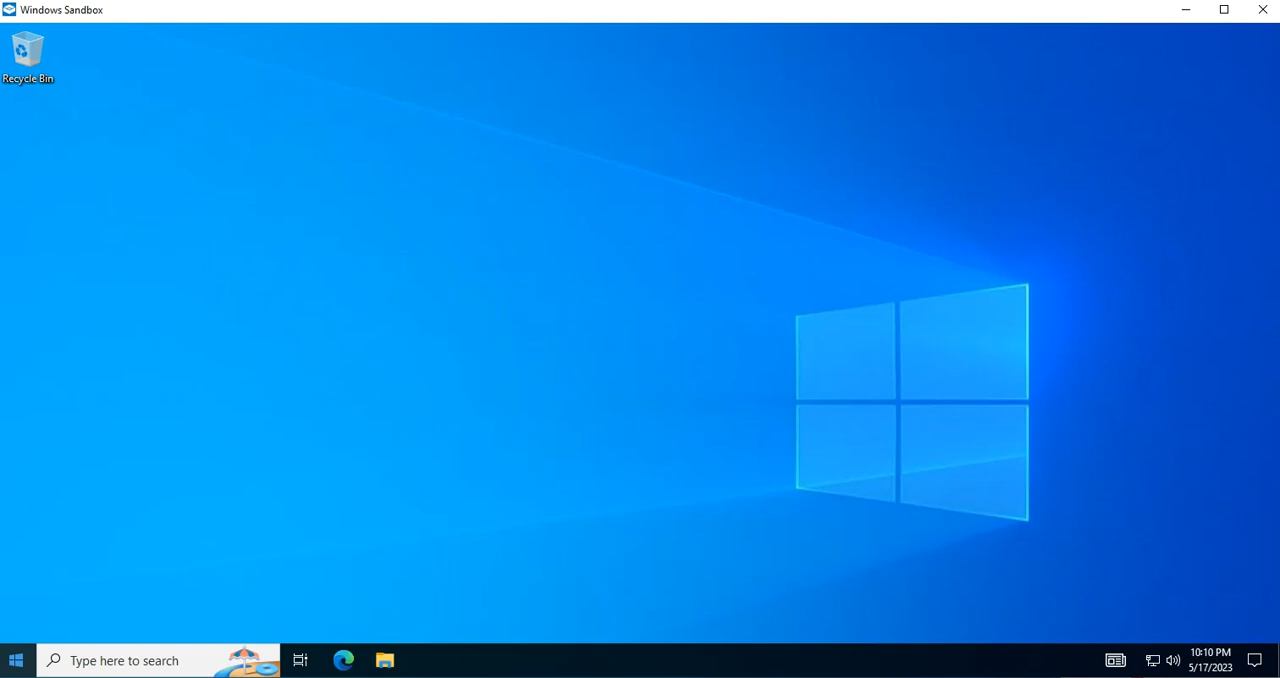 Windows Sandbox
Recycle Bin
Type here to search
10:10 PM
5/17/2023